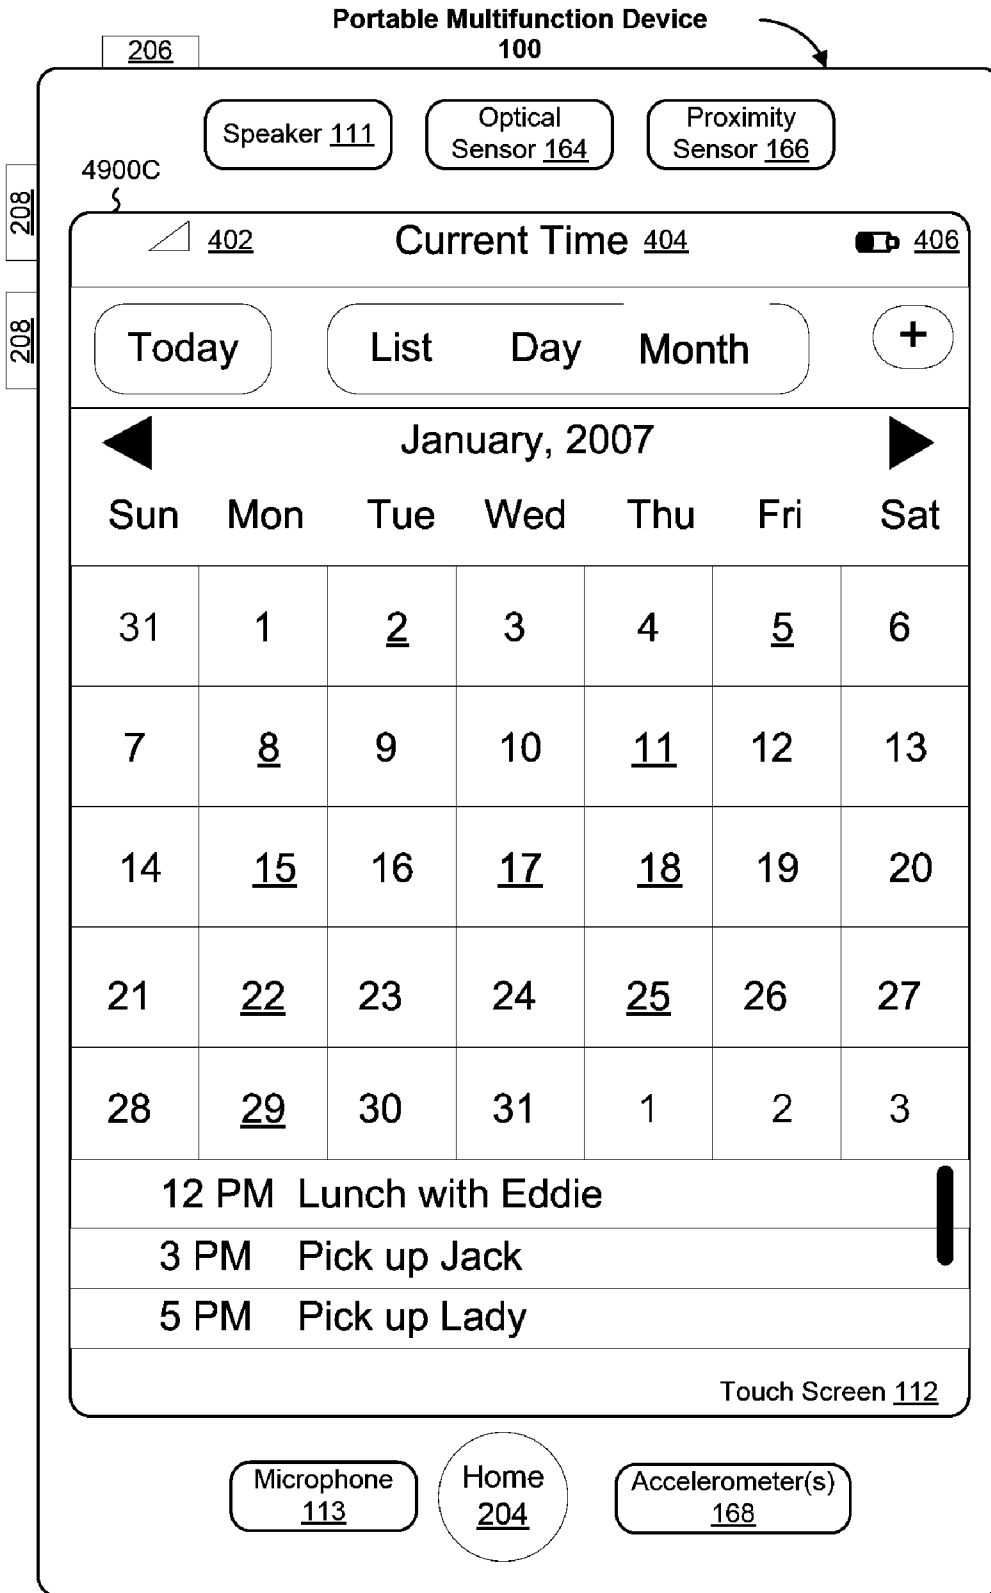 Portable Multifunction Device
100
206
Speaker 111
Optical
Sensor 164
Proximity
Sensor 166
4900C
208
208
402
Current Time 404
406
Today
List Day Month
+
January, 2007
Sun Mon Tue Wed Thu Fri Sat
31 1 2 3 4 5 6
7 8 9 10 11 12 13
14 15 16 17 18 19 20
21 22 23 24 25 26 27
28 29 30 31 1 2 3
12 PM Lunch with Eddie
3 PM Pick up Jack
5 PM Pick up Lady
Touch Screen 112
Microphone
113
Home
204
Accelerometer(s)
168